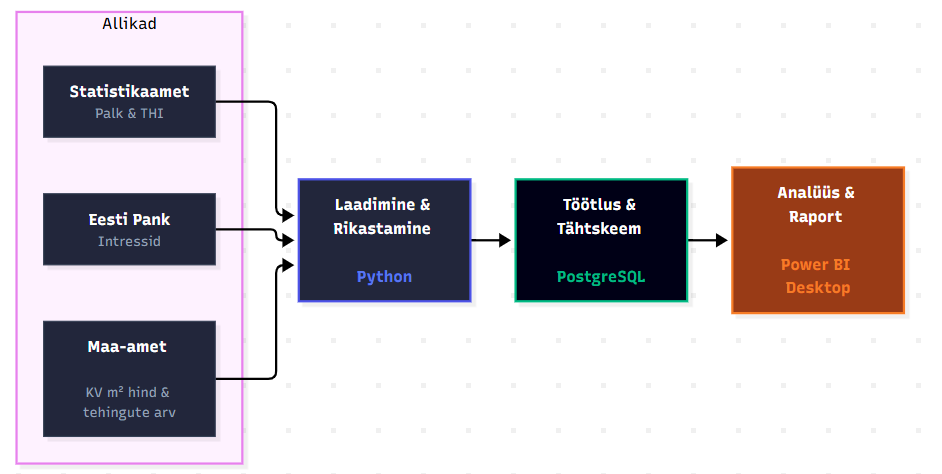 Allikad
Statistikaamet
Palk & THI
Eesti Pank
Intressid
Maa-amet
KV m² hind &
tehingute arv
Laadimine &
Rikastamine
Python
Töötlus &
Tähtskeem
PostgreSQL
Analüüs &
Raport
Power BI
Desktop